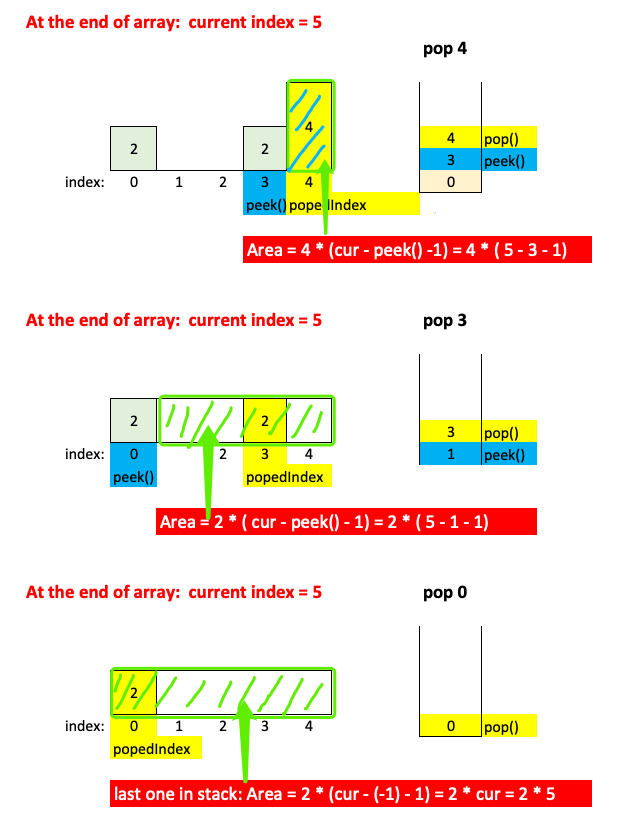 At the end of array: current index = 5
pop 4
4
2
2
4 pop()
3 peek()
index: 0 1 2 3 4
0
peek() popedIndex
Area = 4 * (cur - peek() -1) = 4 * ( 5 - 3 - 1)
At the end of array: current index = 5
pop 3
2
2
3 pop()
index: 0 2 3 4
1 peek()
peek() popedIndex
Area = 2 * ( cur - peek() - 1) = 2 * ( 5 - 1 - 1)
At the end of array: current index = 5
pop 0
2
index: 0 1 2 3 4
0 pop()
popedIndex
last one in stack: Area = 2 * (cur - (-1) - 1) = 2 * cur = 2 * 5